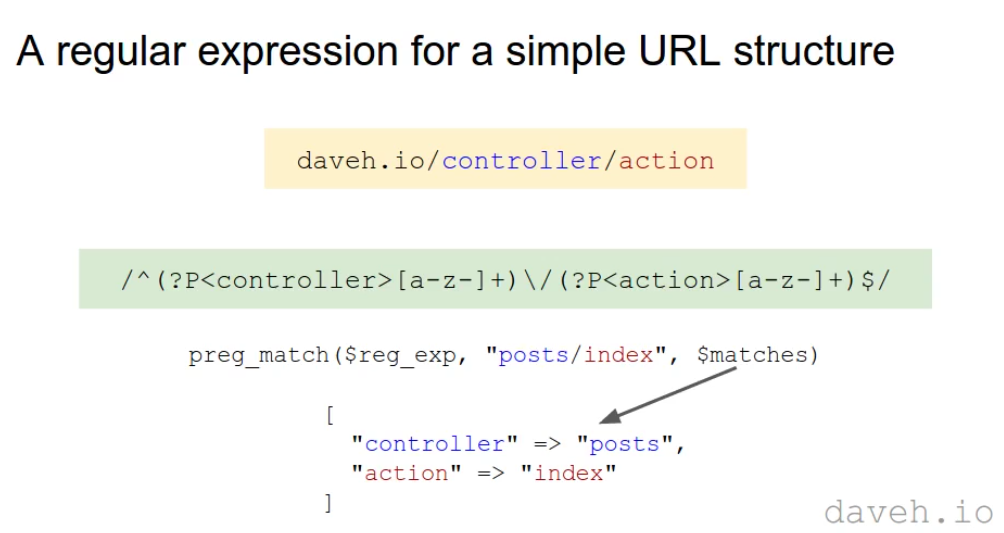 A regular expression for a simple URL structure
daveh.io/controller/action
/^(?P<controller>[a-z-]+)\/(?P<action>[a-z-]+)$/
preg_match($reg_exp, "posts/index", $matches)
[
"controller" => "posts",
"action" => "index"
]
daveh.io